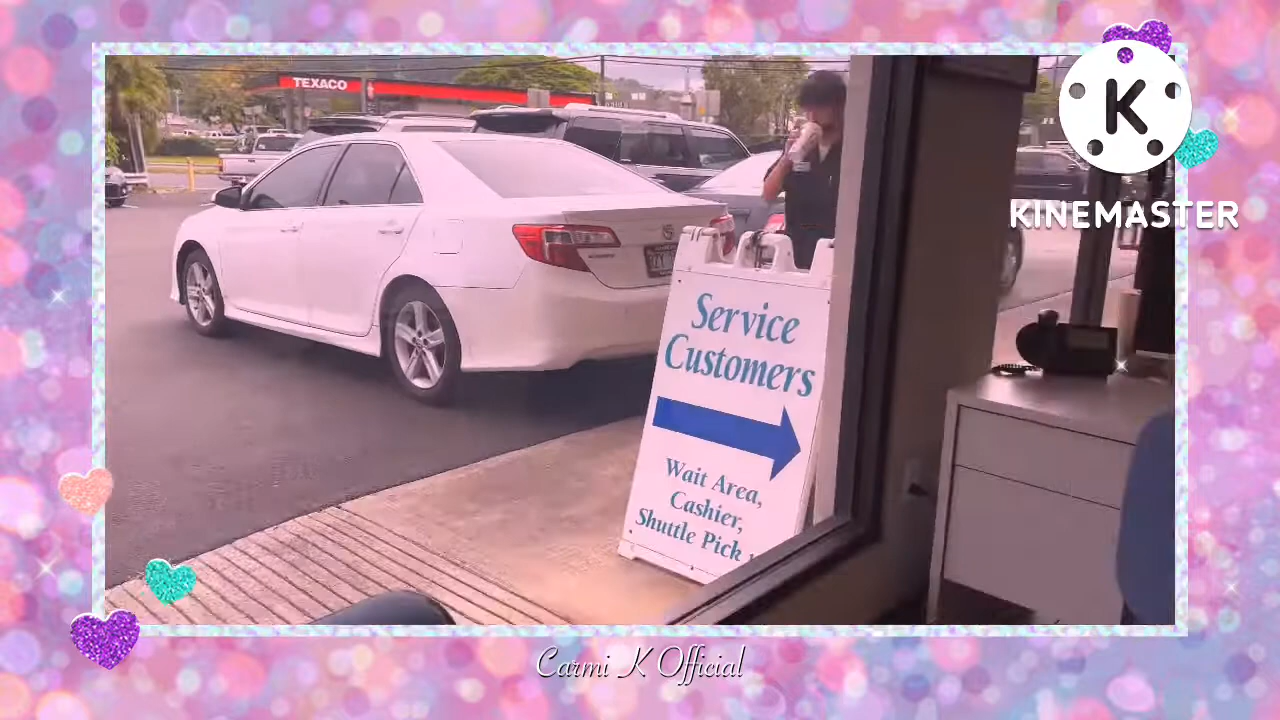 TEXACO
K
KINEMASTER
Service
Customers
Wait Area,
Cashier,
Shuttle Pick
Carmi K Official